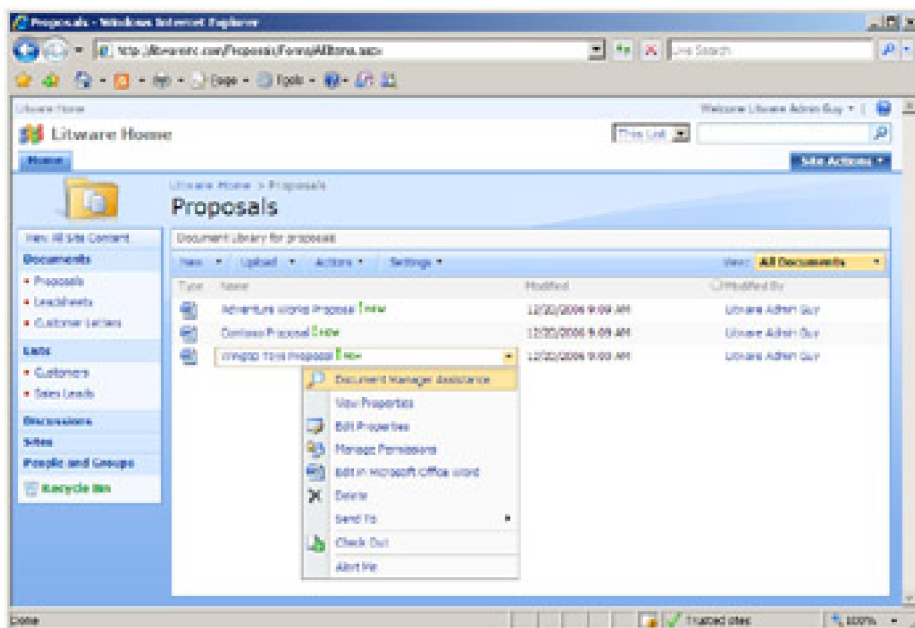 Proposals - Windows Internet Explorer
http://litwareinc.com/Proposals/Forms/AllItems.aspx
Live Search
Page Tools
Litware Home
Welcome Litware Admin Guy
Litware Home
This List
Home
Site Actions
Litware Home > Proposals
Proposals
View All Site Content
Document Library for proposals
Documents
New Upload Actions Settings View: All Documents
Proposals
Type Name Modified Modified By
Leadsheets
Adventure Works Proposal NEW 12/20/2006 9:09 AM Litware Admin Guy
Customer Letters
Contoso Proposal NEW 12/20/2006 9:09 AM Litware Admin Guy
Lists
Wingtip Toys Proposal NEW 12/20/2006 9:09 AM Litware Admin Guy
Customers
Sales Leads
Discussions
Sites
People and Groups
Recycle Bin
Document Manager Assistance
View Properties
Edit Properties
Manage Permissions
Edit in Microsoft Office Word
Delete
Send To
Check Out
Alert Me
Done
Trusted sites
100%